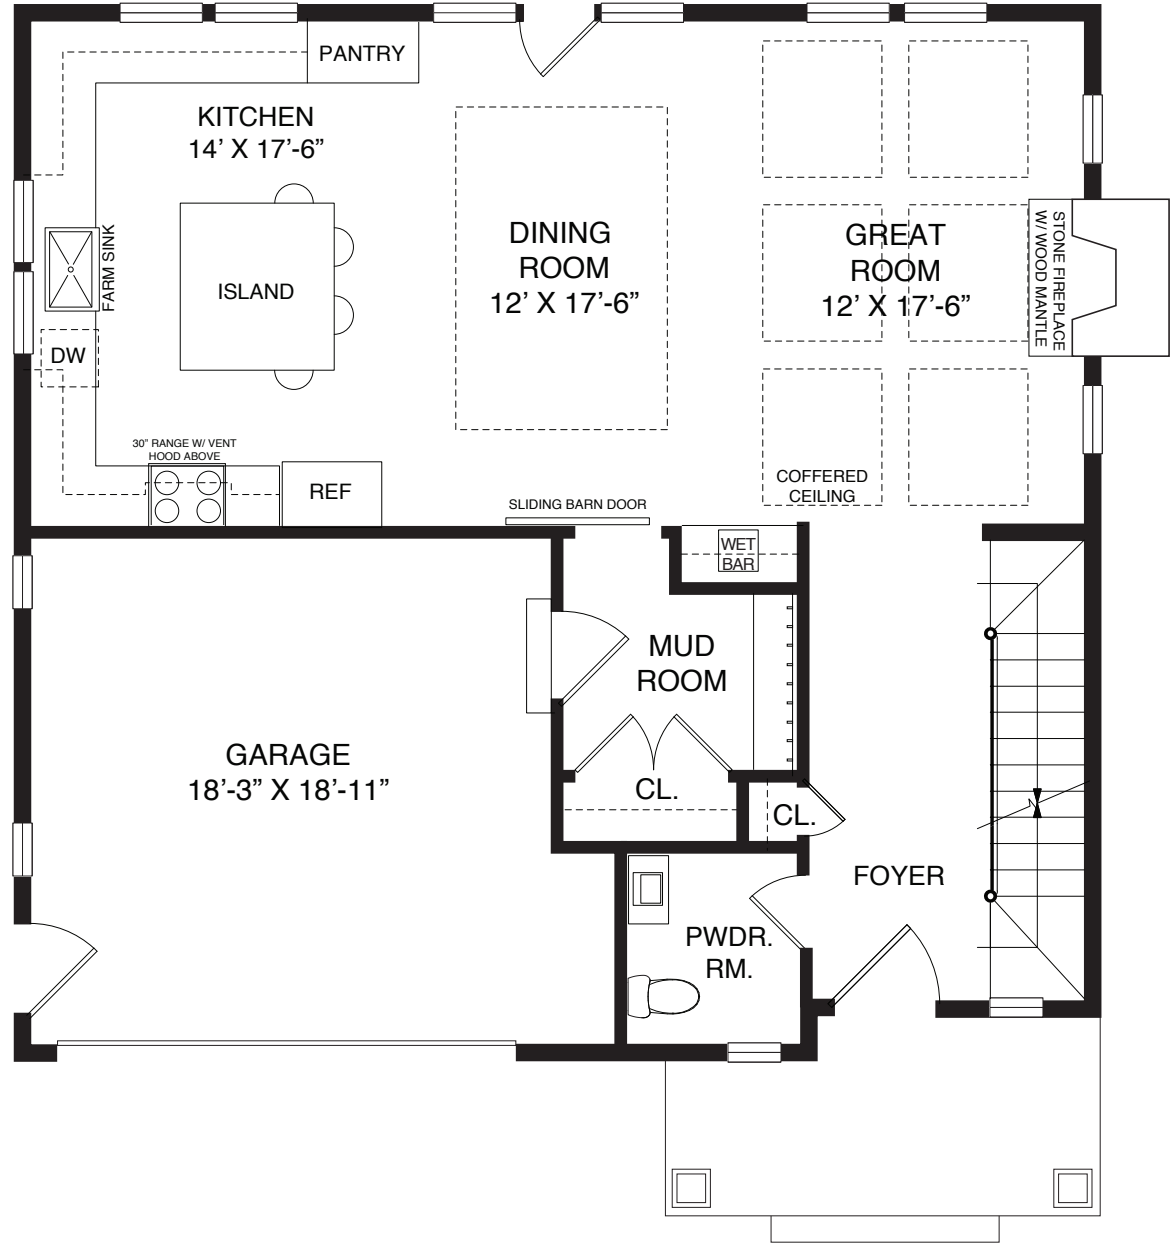 PANTRY
KITCHEN
14’ X 17’-6”
DINING
ROOM
12’ X 17’-6”
GREAT
ROOM
12’ X 17’-6”
STONE FIREPLACE
W/ WOOD MANTLE
FARM SINK
ISLAND
DW
30” RANGE W/ VENT
HOOD ABOVE
REF
COFFERED
CEILING
SLIDING BARN DOOR
WET
BAR
MUD
ROOM
GARAGE
18’-3” X 18’-11”
CL.
CL.
FOYER
PWDR.
RM.